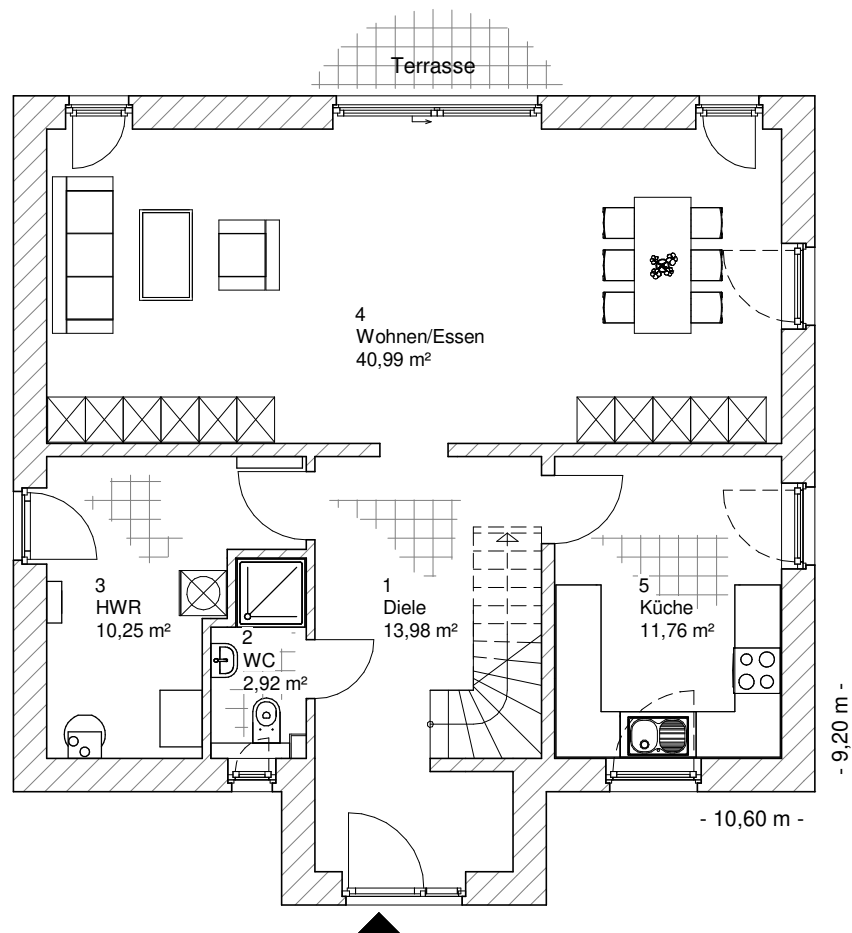 Terrasse
4
Wohnen/Essen
40,99 m²
3
HWR
10,25 m²
2
WC
2,92 m²
1
Diele
13,98 m²
5
Küche
11,76 m²
- 9,20 m -
- 10,60 m -